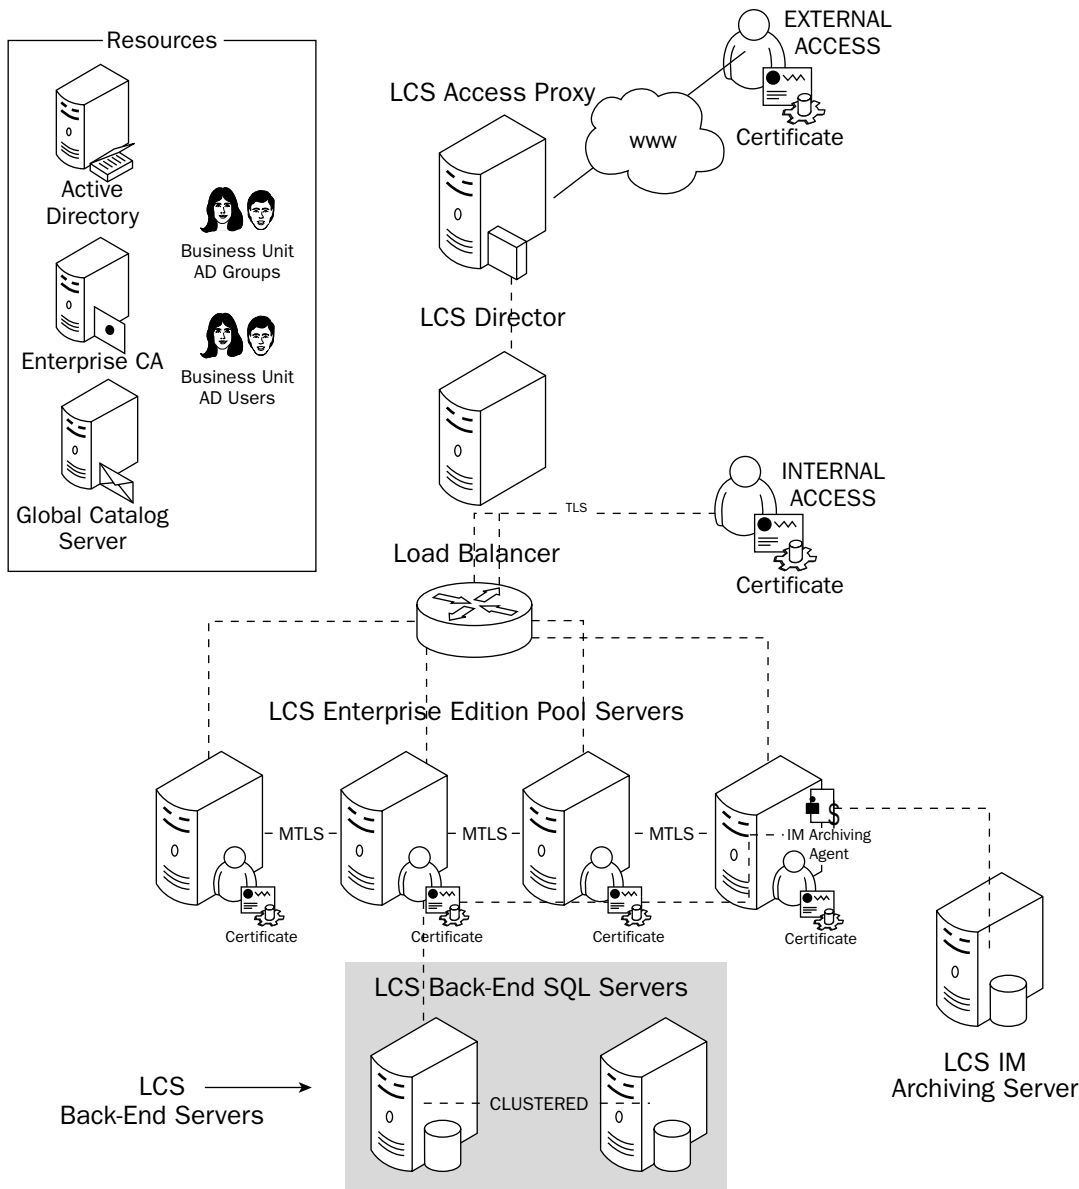 Resources
Active
Directory
Enterprise CA
Global Catalog
Server
Business Unit
AD Groups
Business Unit
AD Users
EXTERNAL
ACCESS
Certificate
LCS Access Proxy
www
LCS Director
INTERNAL
ACCESS
Certificate
TLS
Load Balancer
LCS Enterprise Edition Pool Servers
MTLS
MTLS
MTLS
$
IM Archiving
Agent
Certificate
Certificate
Certificate
Certificate
LCS Back-End SQL Servers
CLUSTERED
LCS
Back-End Servers
LCS IM
Archiving Server